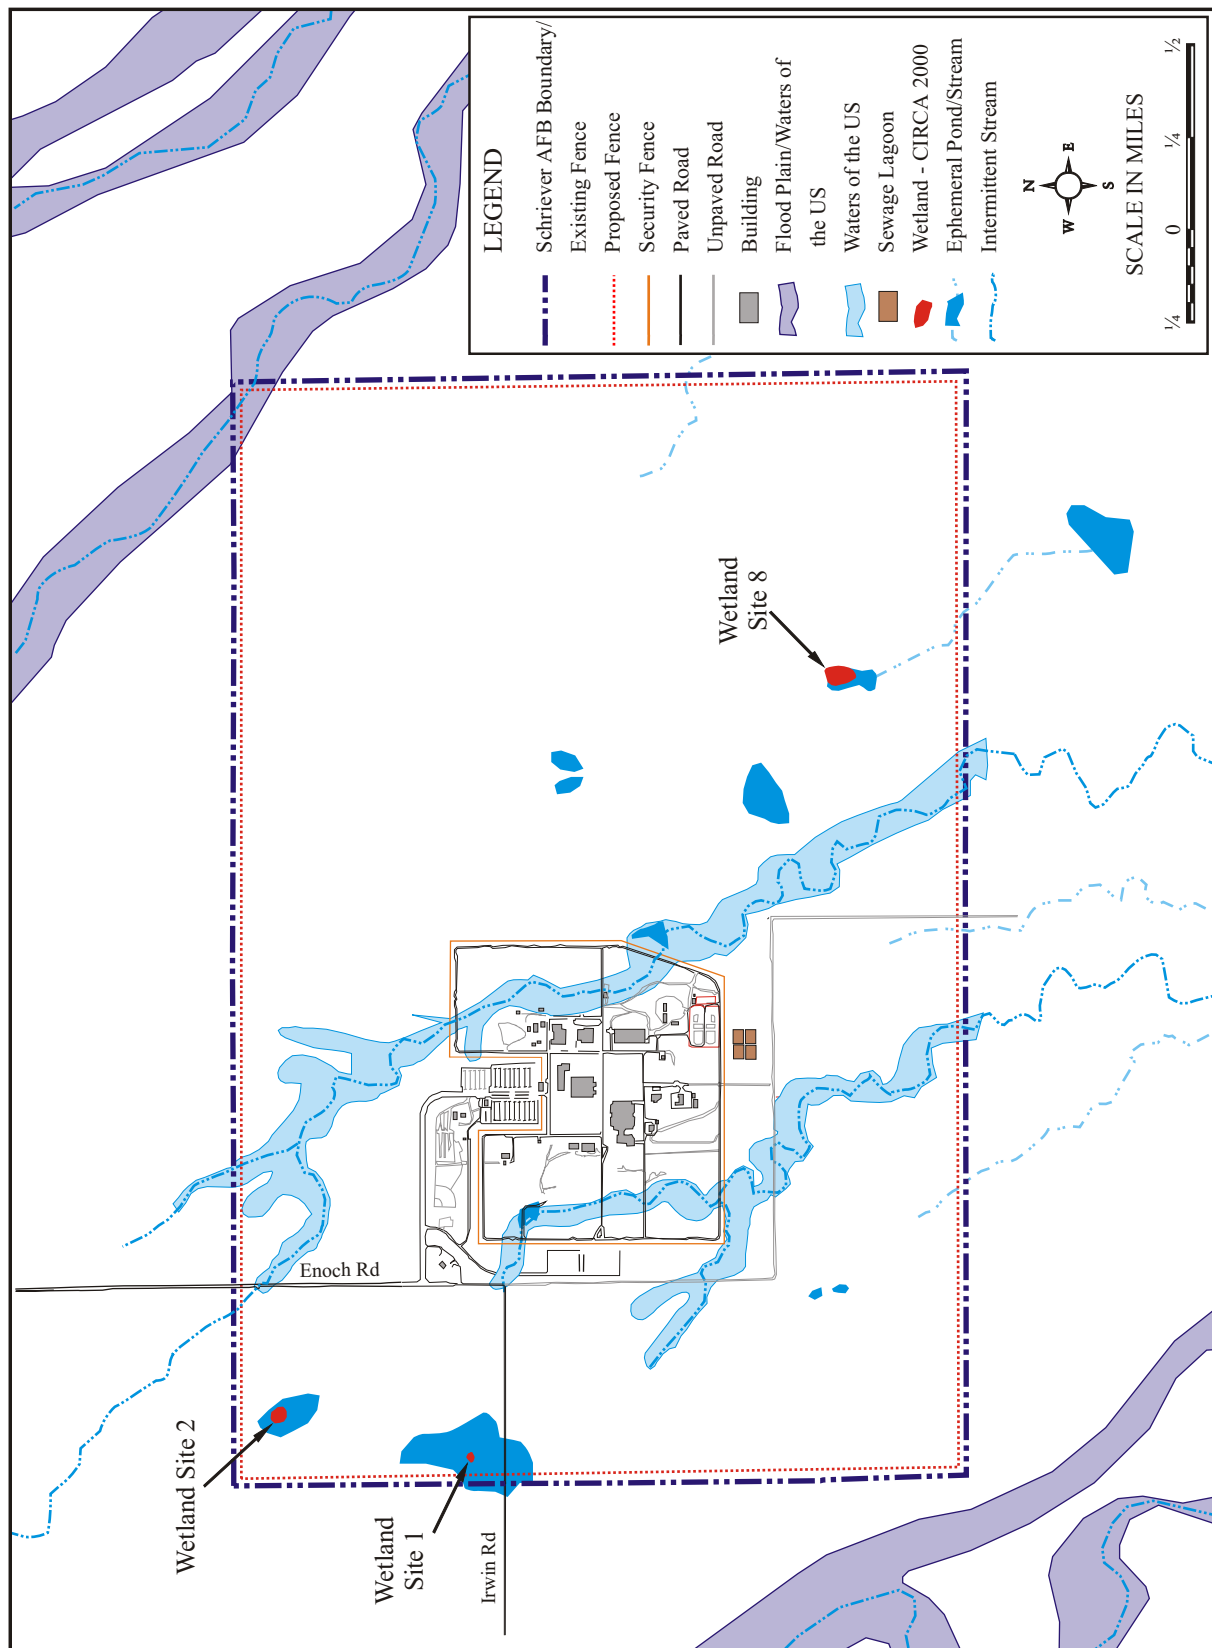 LEGEND
Schriever AFB Boundary/
Existing Fence
Proposed Fence
Security Fence
Paved Road
Unpaved Road
Building
Flood Plain/Waters of
the US
Waters of the US
Sewage Lagoon
Wetland - CIRCA 2000
Ephemeral Pond/Stream
Intermittent Stream
N
W
E
S
SCALE IN MILES
¼ 0 ¼ ½
Wetland
Site 8
Enoch Rd
Wetland Site 2
Wetland
Site 1
Irwin Rd